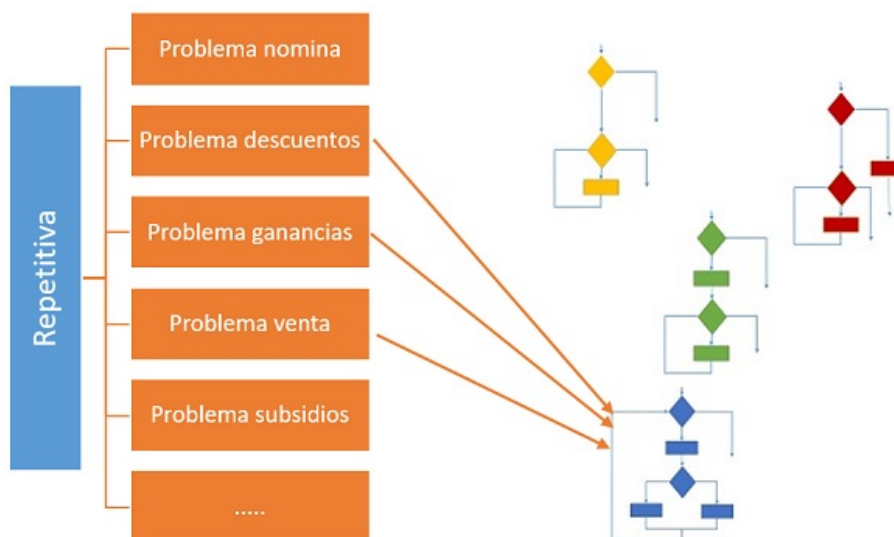 Repetitiva
Problema nomina
Problema descuentos
Problema ganancias
Problema venta
Problema subsidios
.....